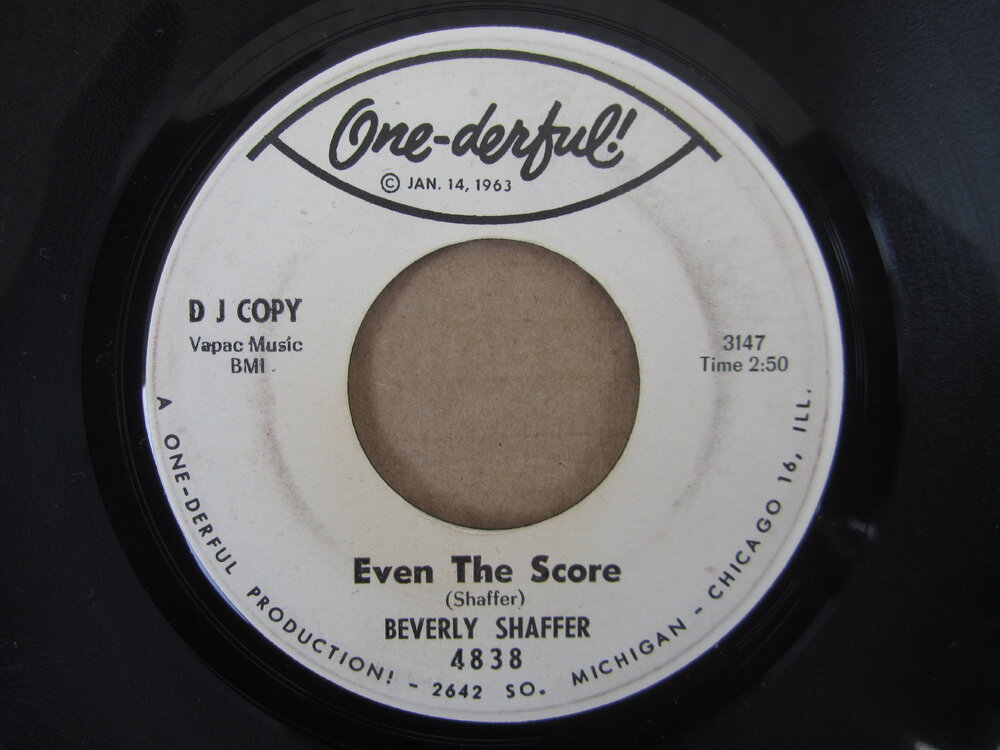 One-derful!
© JAN. 14, 1963
D J COPY
Vapac Music
BMI
3147
Time 2:50
Even The Score
(Shaffer)
BEVERLY SHAFFER
4838
A ONE-DERFUL PRODUCTION! - 2642 SO. MICHIGAN - CHICAGO 16, ILL.